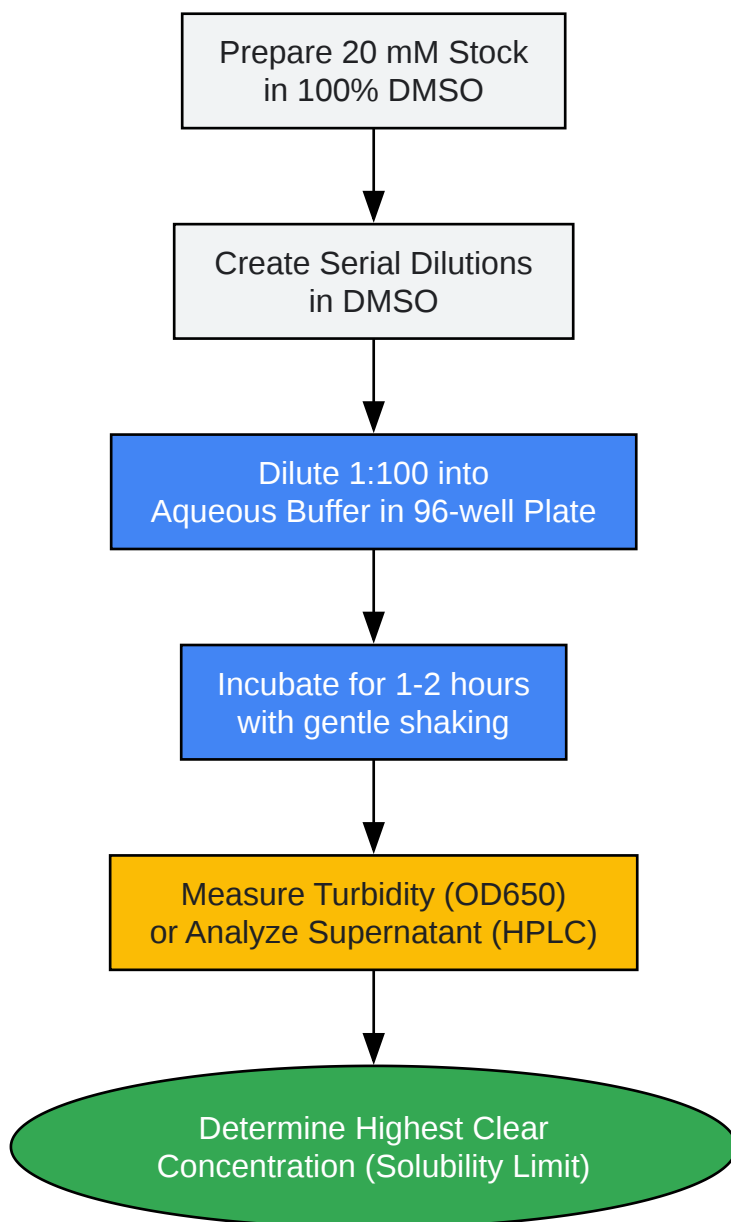 Prepare 20 mM Stock
in 100% DMSO
Create Serial Dilutions
in DMSO
Dilute 1:100 into
Aqueous Buffer in 96-well Plate
Incubate for 1-2 hours
with gentle shaking
Measure Turbidity (OD650)
or Analyze Supernatant (HPLC)
Determine Highest Clear
Concentration (Solubility Limit)